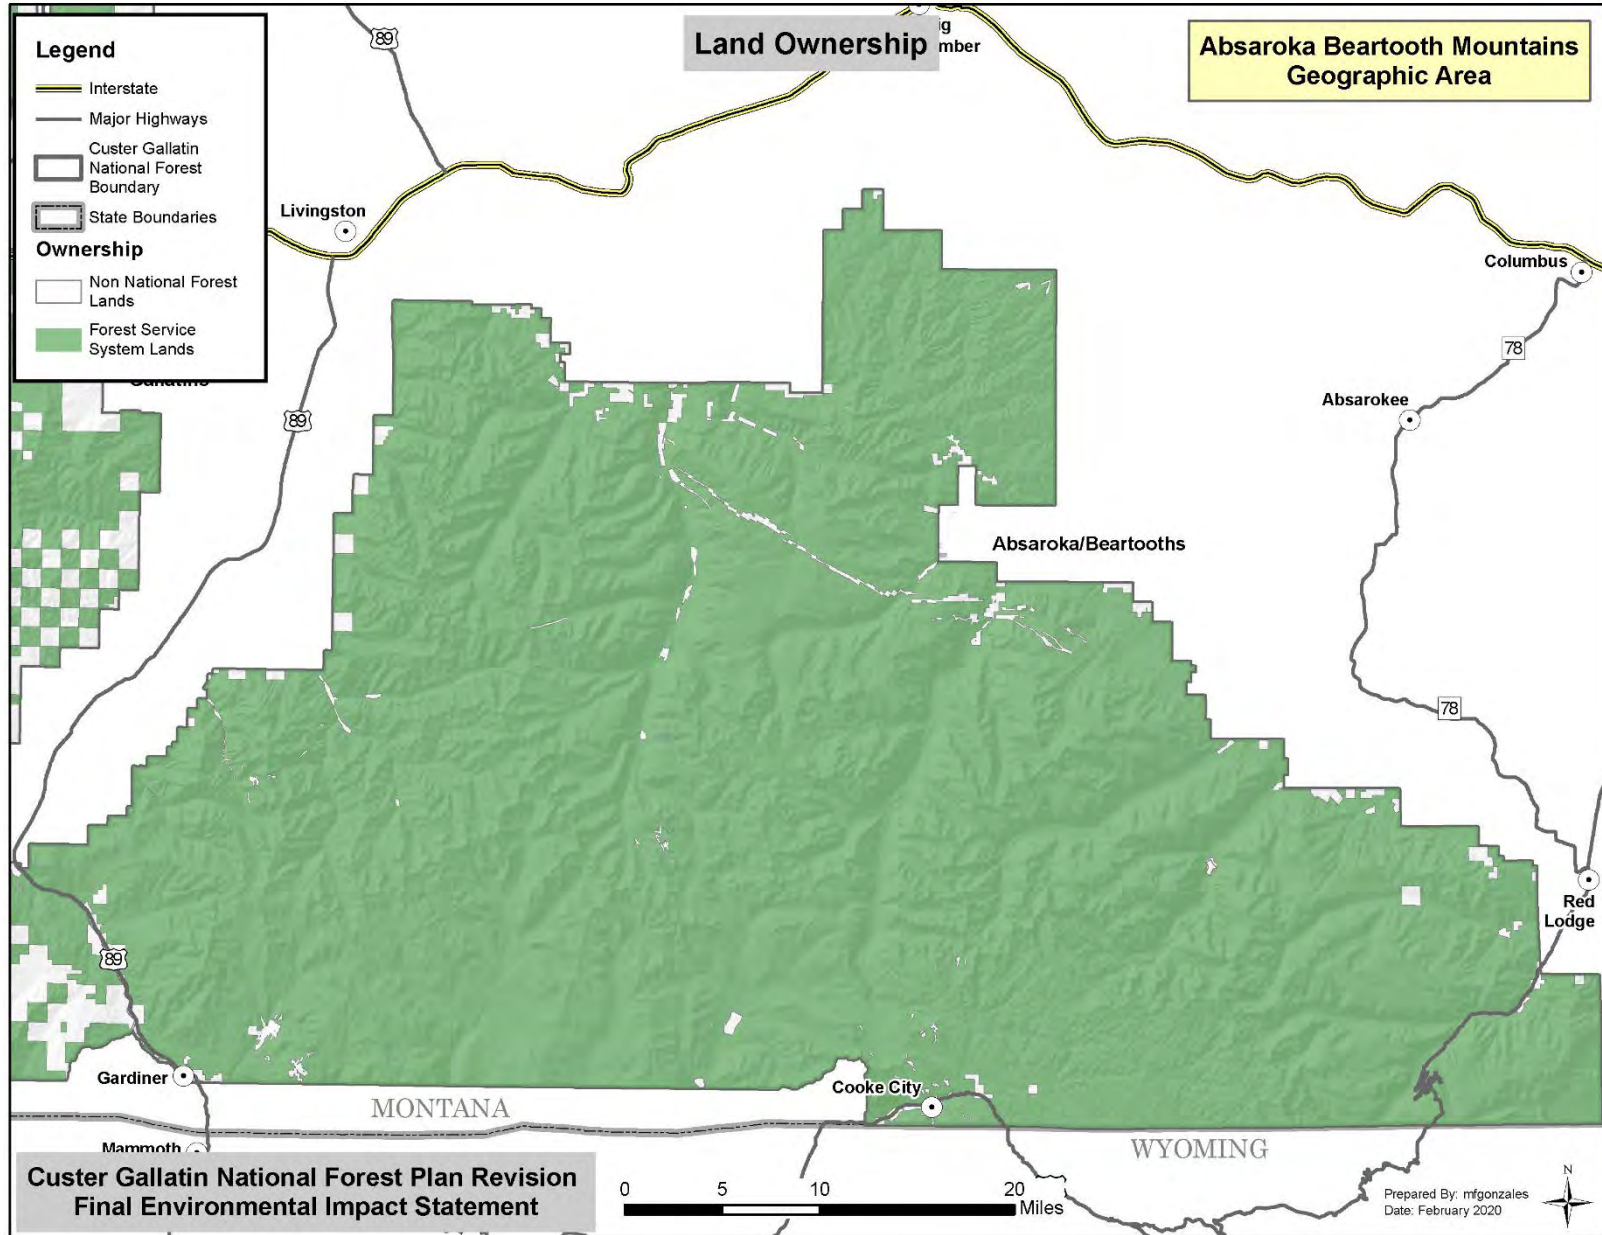 Land Ownership
Absaroka Beartooth Mountains
Geographic Area
Legend
Interstate
Major Highways
Custer Gallatin
National Forest
Boundary
State Boundaries
Ownership
Non National Forest
Lands
Forest Service
System Lands
89
ig
mber
Livingston
Columbus
78
Absarokee
89
Absaroka/Beartooths
78
Red
Lodge
89
Gardiner
Cooke City
MONTANA
WYOMING
Mammoth
Custer Gallatin National Forest Plan Revision
Final Environmental Impact Statement
0 5 10 20
Miles
Prepared By: mfgonzales
Date: February 2020
N